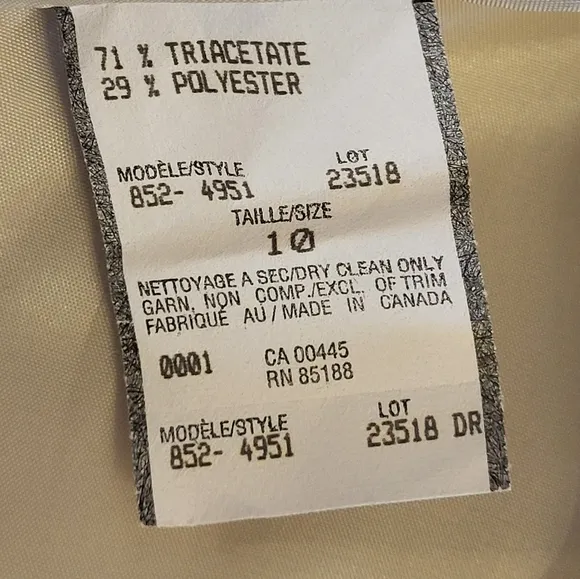 71 % TRIACETATE
29 % POLYESTER
MODÈLE/STYLE LOT
852- 4951 23518
TAILLE/SIZE
10
NETTOYAGE A SEC/DRY CLEAN ONLY
GARN. NON COMP./EXCL. OF TRIM
FABRIQUÉ AU / MADE IN CANADA
0001 CA 00445
RN 85188
MODÈLE/STYLE LOT
852- 4951 23518 DR